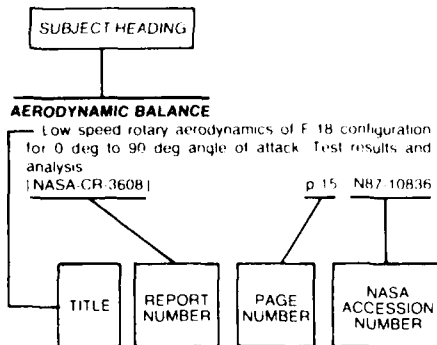 SUBJECT HEADING
AERODYNAMIC BALANCE
Low speed rotary aerodynamics of F 18 configuration
for 0 deg to 90 deg angle of attack Test results and
analysis
[NASA-CR-3608] p 15 N87-10836
TITLE
REPORT
NUMBER
PAGE
NUMBER
NASA
ACCESSION
NUMBER